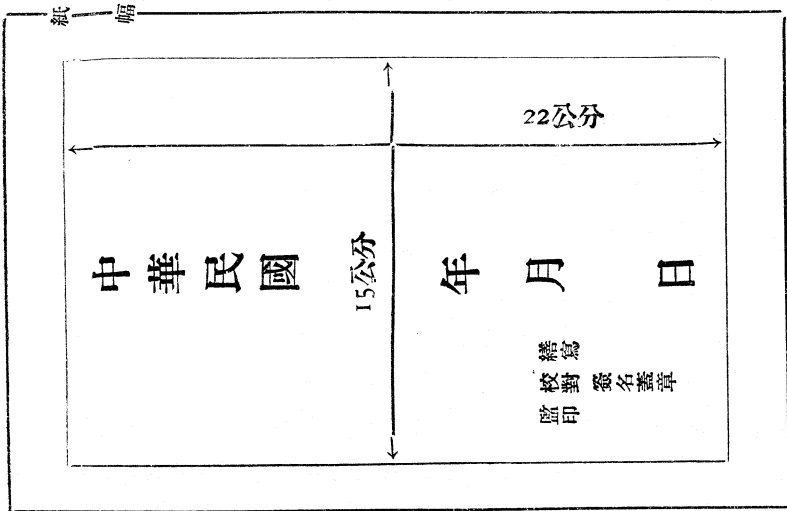 紙幅
22公分
15公分
中華民國 年 月 日
繕寫
校對 簽名蓋章
監印